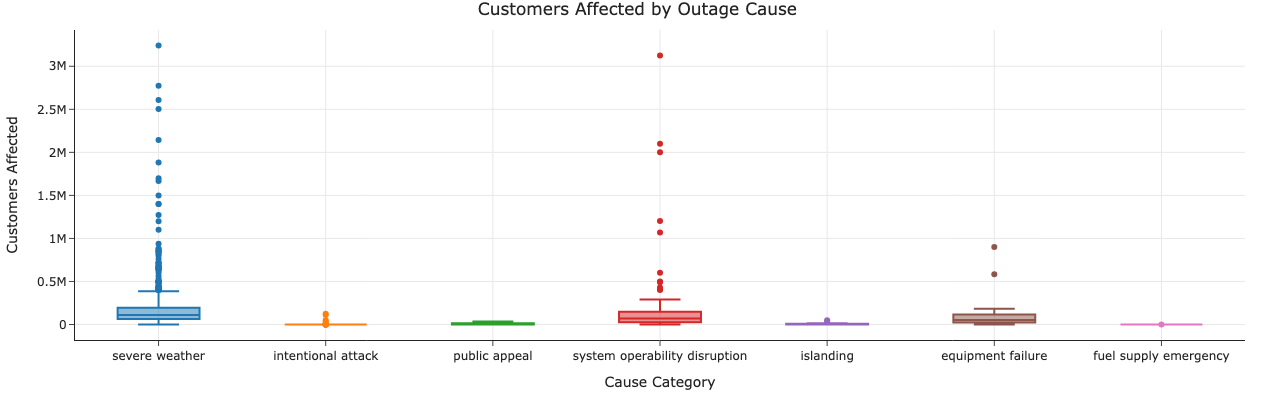 Customers Affected by Outage Cause
Customers Affected
3M
2.5M
2M
1.5M
1M
0.5M
0
severe weather
intentional attack
public appeal
system operability disruption
islanding
equipment failure
fuel supply emergency
Cause Category